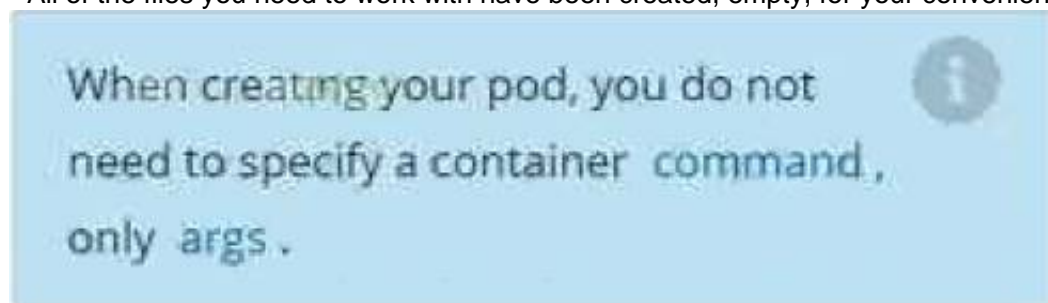 All of the files you need to work with have been created, empty, for your convenien
When creating your pod, you do not
need to specify a container command,
only args.